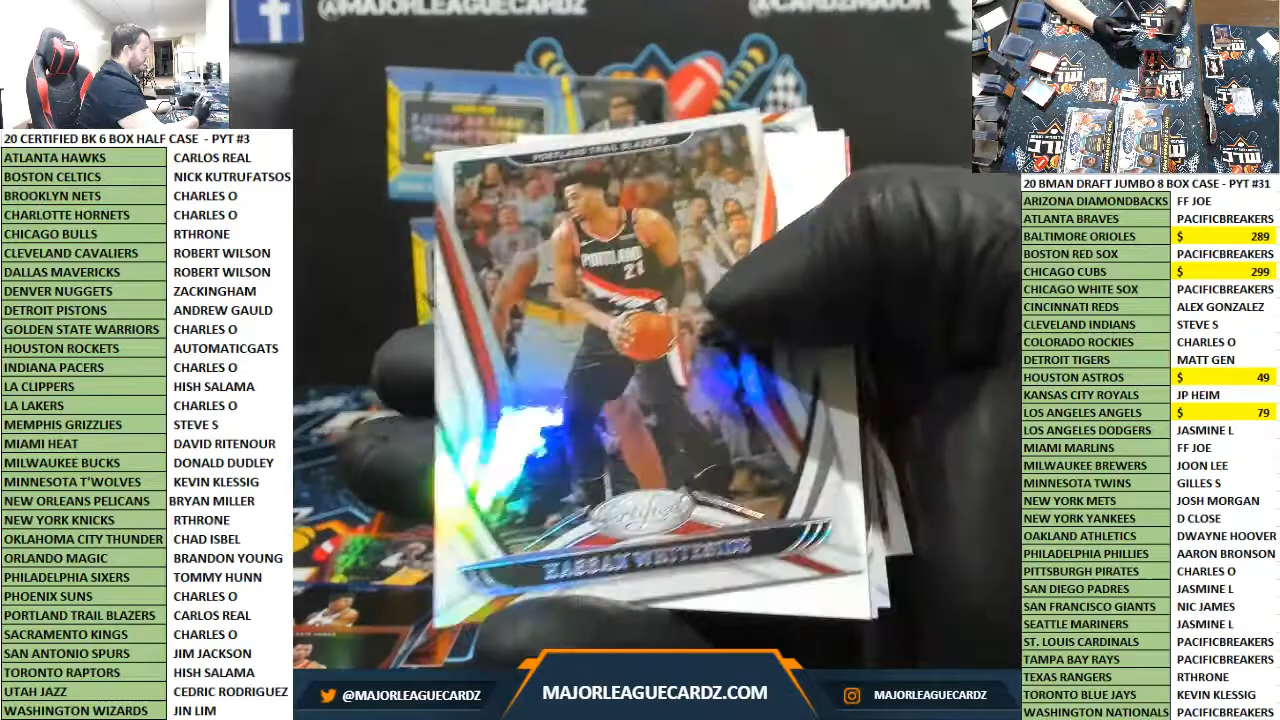 @MAJORLEAGUECARDZ
@CARDZMAJOR
20 CERTIFIED BK 6 BOX HALF CASE - PYT #3
ATLANTA HAWKS CARLOS REAL
BOSTON CELTICS NICK KUTRUFATSOS
BROOKLYN NETS CHARLES O
CHARLOTTE HORNETS CHARLES O
CHICAGO BULLS RTHRONE
CLEVELAND CAVALIERS ROBERT WILSON
DALLAS MAVERICKS ROBERT WILSON
DENVER NUGGETS ZACKINGHAM
DETROIT PISTONS ANDREW GAULD
GOLDEN STATE WARRIORS CHARLES O
HOUSTON ROCKETS AUTOMATICGATS
INDIANA PACERS CHARLES O
LA CLIPPERS HISH SALAMA
LA LAKERS CHARLES O
MEMPHIS GRIZZLIES STEVE S
MIAMI HEAT DAVID RITENOUR
MILWAUKEE BUCKS DONALD DUDLEY
MINNESOTA T'WOLVES KEVIN KLESSIG
NEW ORLEANS PELICANS BRYAN MILLER
NEW YORK KNICKS RTHRONE
OKLAHOMA CITY THUNDER CHAD ISBEL
ORLANDO MAGIC BRANDON YOUNG
PHILADELPHIA SIXERS TOMMY HUNN
PHOENIX SUNS CHARLES O
PORTLAND TRAIL BLAZERS CARLOS REAL
SACRAMENTO KINGS CHARLES O
SAN ANTONIO SPURS JIM JACKSON
TORONTO RAPTORS HISH SALAMA
UTAH JAZZ CEDRIC RODRIGUEZ
WASHINGTON WIZARDS JIN LIM
PORTLAND TRAIL BLAZERS
PORTLAND
21
Certified
HASSAN WHITESIDE
@MAJORLEAGUECARDZ
MAJORLEAGUECARDZ.COM
MAJORLEAGUECARDZ
20 BMAN DRAFT JUMBO 8 BOX CASE - PYT #31
ARIZONA DIAMONDBACKS FF JOE
ATLANTA BRAVES PACIFICBREAKERS
BALTIMORE ORIOLES $ 289
BOSTON RED SOX PACIFICBREAKERS
CHICAGO CUBS $ 299
CHICAGO WHITE SOX PACIFICBREAKERS
CINCINNATI REDS ALEX GONZALEZ
CLEVELAND INDIANS STEVE S
COLORADO ROCKIES CHARLES O
DETROIT TIGERS MATT GEN
HOUSTON ASTROS $ 49
KANSAS CITY ROYALS JP HEIM
LOS ANGELES ANGELS $ 79
LOS ANGELES DODGERS JASMINE L
MIAMI MARLINS FF JOE
MILWAUKEE BREWERS JOON LEE
MINNESOTA TWINS GILLES S
NEW YORK METS JOSH MORGAN
NEW YORK YANKEES D CLOSE
OAKLAND ATHLETICS DWAYNE HOOVER
PHILADELPHIA PHILLIES AARON BRONSON
PITTSBURGH PIRATES CHARLES O
SAN DIEGO PADRES JASMINE L
SAN FRANCISCO GIANTS NIC JAMES
SEATTLE MARINERS JASMINE L
ST. LOUIS CARDINALS PACIFICBREAKERS
TAMPA BAY RAYS PACIFICBREAKERS
TEXAS RANGERS RTHRONE
TORONTO BLUE JAYS KEVIN KLESSIG
WASHINGTON NATIONALS PACIFICBREAKERS